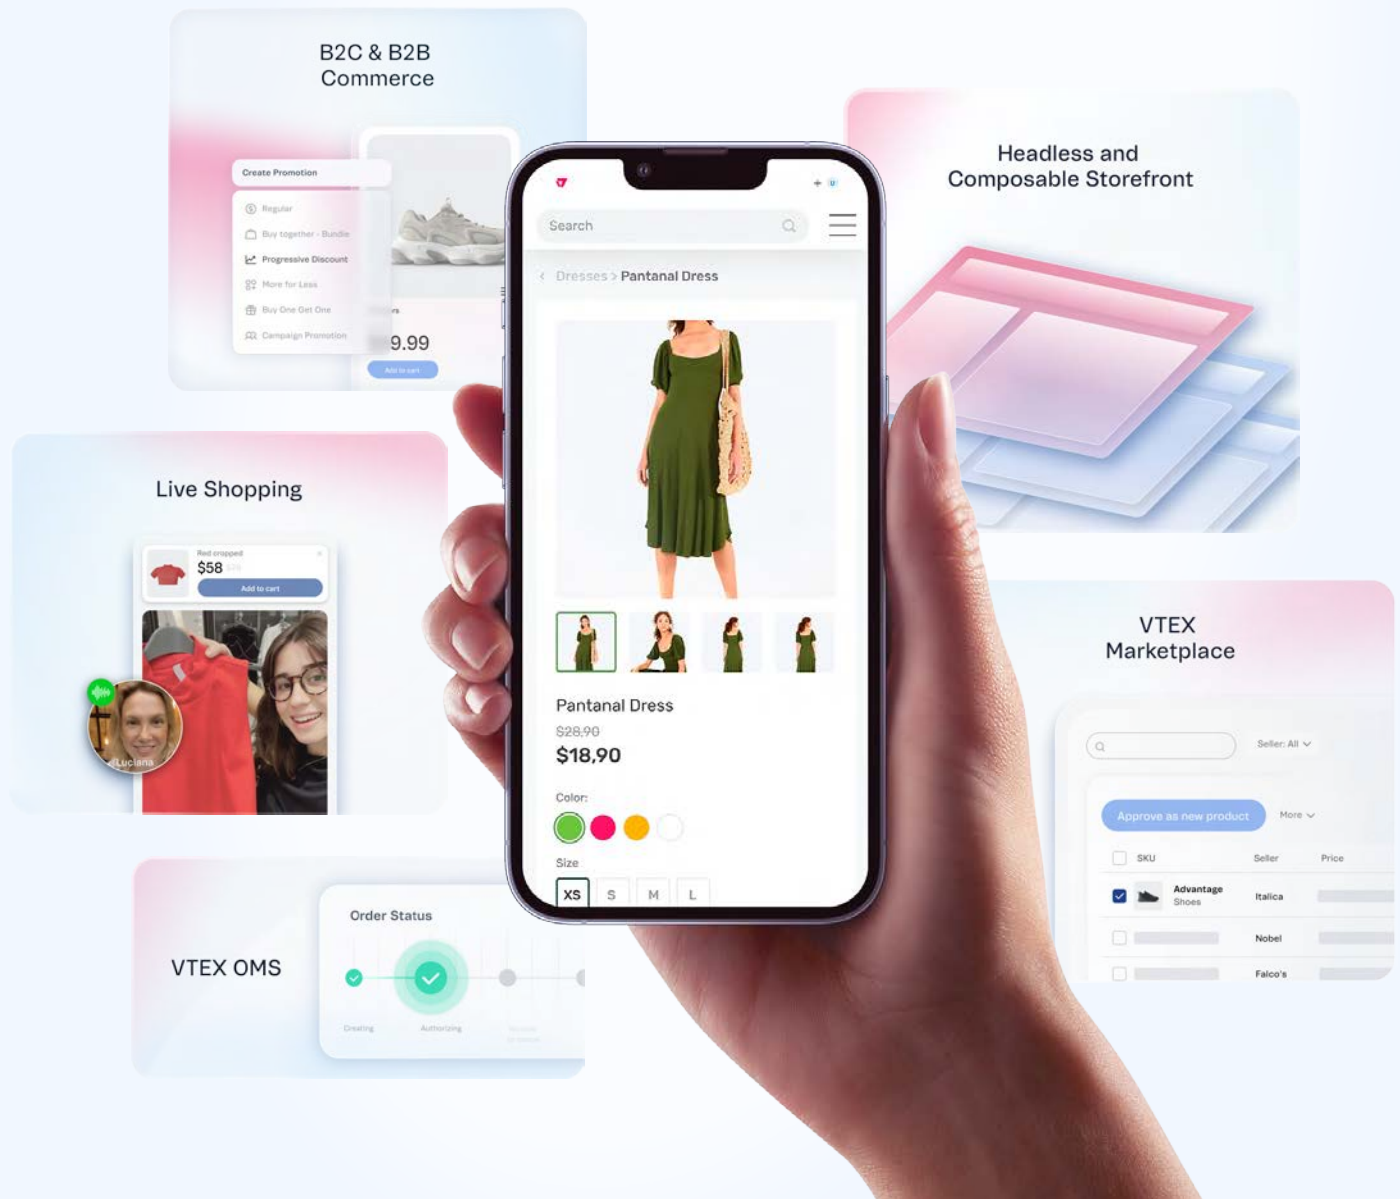 B2C & B2B
Commerce
Create Promotion
Regular
Buy together - Bundle
Progressive Discount
More for Less
Buy One Get One
Campaign Promotion
9.99
Add to cart
Headless and
Composable Storefront
Search
Dresses > Pantanal Dress
Pantanal Dress
$28,90
$18,90
Color:
Size
XS S M L
Live Shopping
Red cropped
$58
Add to cart
Luciana
VTEX
Marketplace
Seller: All
Approve as new product More
SKU Seller Price
Advantage
Shoes
Italica
Nobel
Falco's
VTEX OMS
Order Status
Creating Authorizing